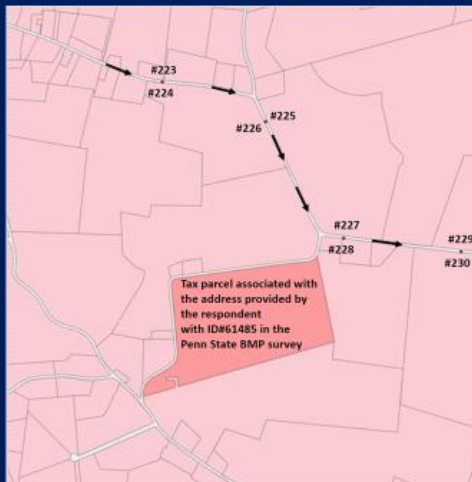 #223
#224
#225
#226
#227
#228
#229
#230
Tax parcel associated with
the address provided by
the respondent
with ID#61485 in the
Penn State BMP survey